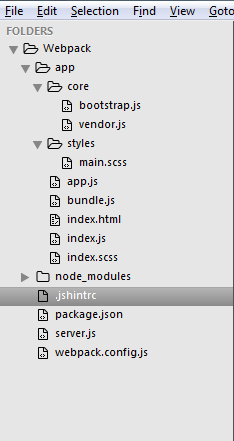 File Edit Selection Find View Goto
FOLDERS
Webpack
app
core
bootstrap.js
vendor.js
styles
main.scss
app.js
bundle.js
index.html
index.js
index.scss
node_modules
.jshintrc
package.json
server.js
webpack.config.js